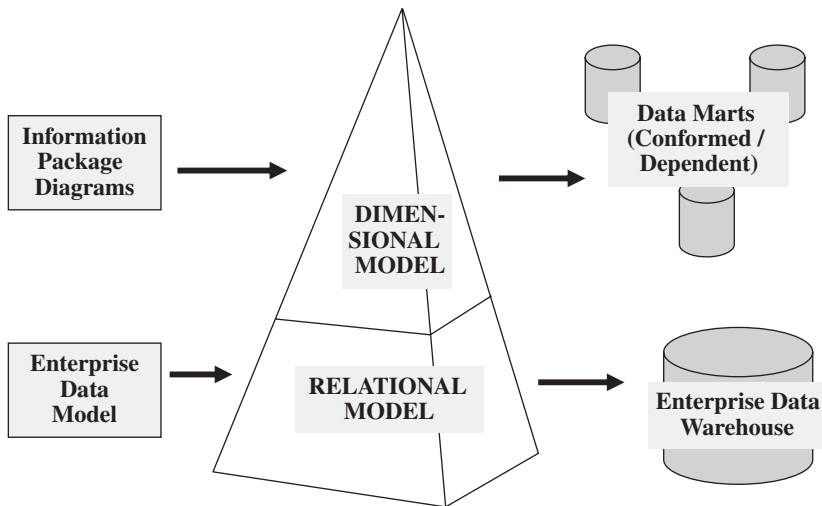 Information
Package
Diagrams
DIMEN-
SIONAL
MODEL
Data Marts
(Conformed /
Dependent)
Enterprise
Data
Model
RELATIONAL
MODEL
Enterprise Data
Warehouse